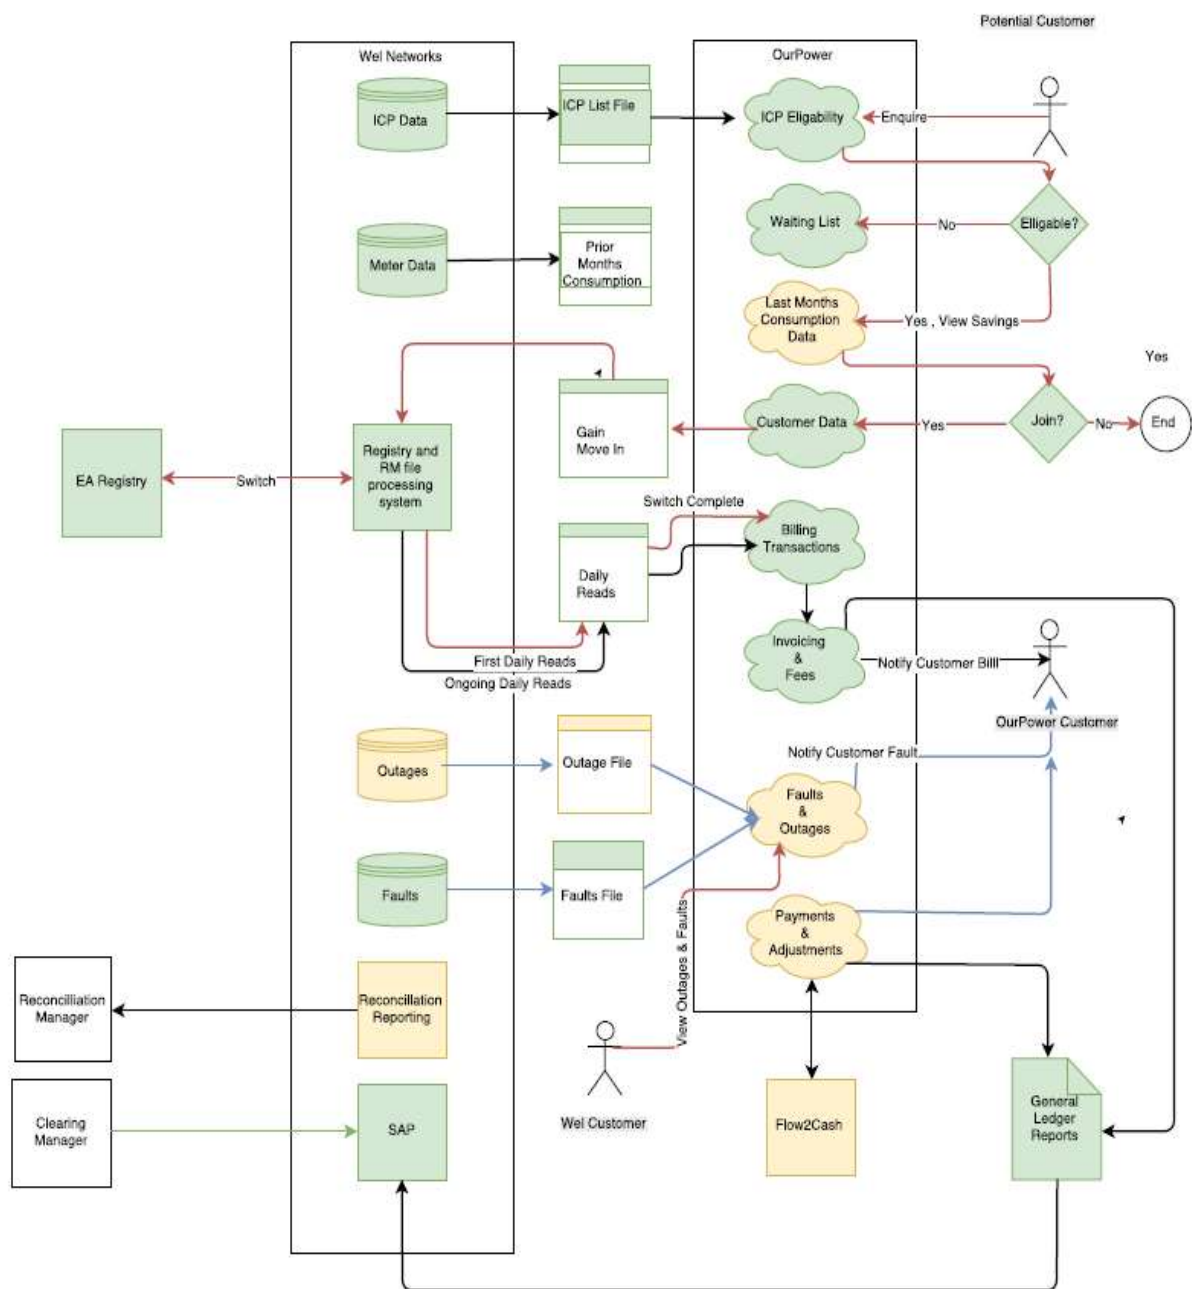 Potential Customer
Wel Networks
OurPower
ICP Data
ICP List File
ICP Eligability
Enquire
Waiting List
No
Elligable?
Meter Data
Prior
Months
Consumption
Last Months
Consumption
Data
Yes , View Savings
Yes
Customer Data
Yes
Join?
No
End
Gain
Move In
EA Registry
Switch
Registry and
RM file
processing
system
Switch Complete
Billing
Transactions
Daily
Reads
Invoicing
&
Fees
Notify Customer Billl
First Daily Reads
Ongoing Daily Reads
OurPower Customer
Outages
Outage File
Notify Customer Fault
Faults
&
Outages
Faults
Faults File
View Outages & Faults
Payments
&
Adjustments
Reconcilliation
Manager
Reconcillation
Reporting
Clearing
Manager
SAP
Wel Customer
Flow2Cash
General
Ledger
Reports